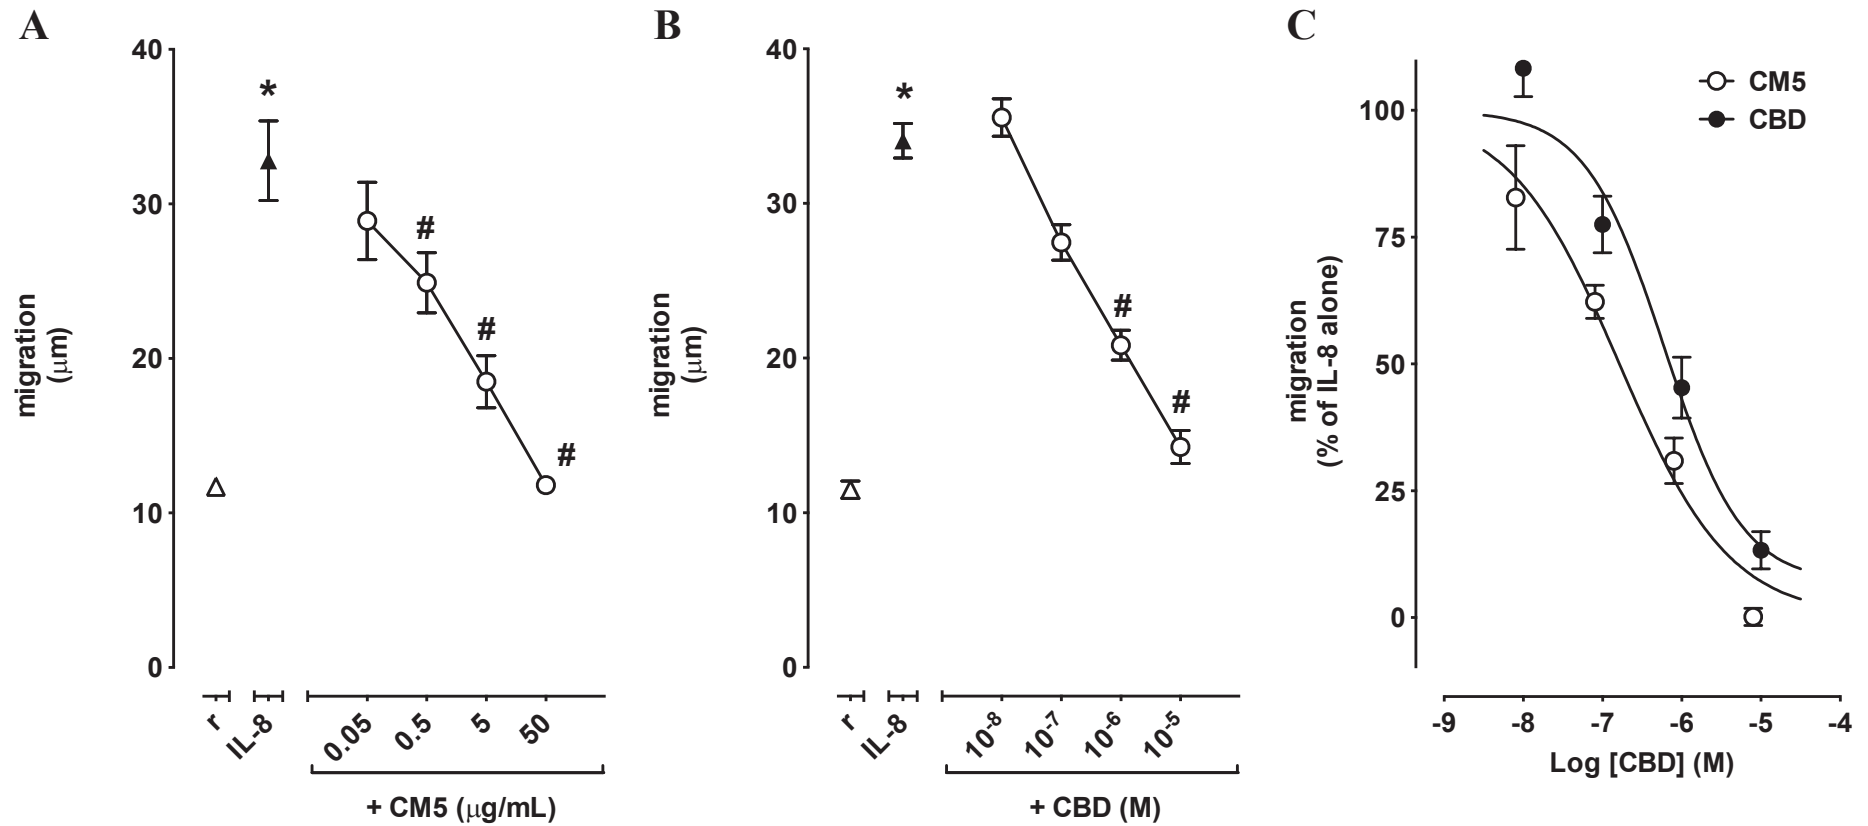 A
40
30
20
10
0
migration
(μm)
*
#
#
#
r
IL-8
0.05
0.5
5
50
+ CM5 (μg/mL)
B
40
30
20
10
0
migration
(μm)
*
#
#
r
IL-8
10⁻⁸
10⁻⁷
10⁻⁶
10⁻⁵
+ CBD (M)
C
CM5
CBD
100
75
50
25
0
migration
(% of IL-8 alone)
-9
-8
-7
-6
-5
-4
Log [CBD] (M)